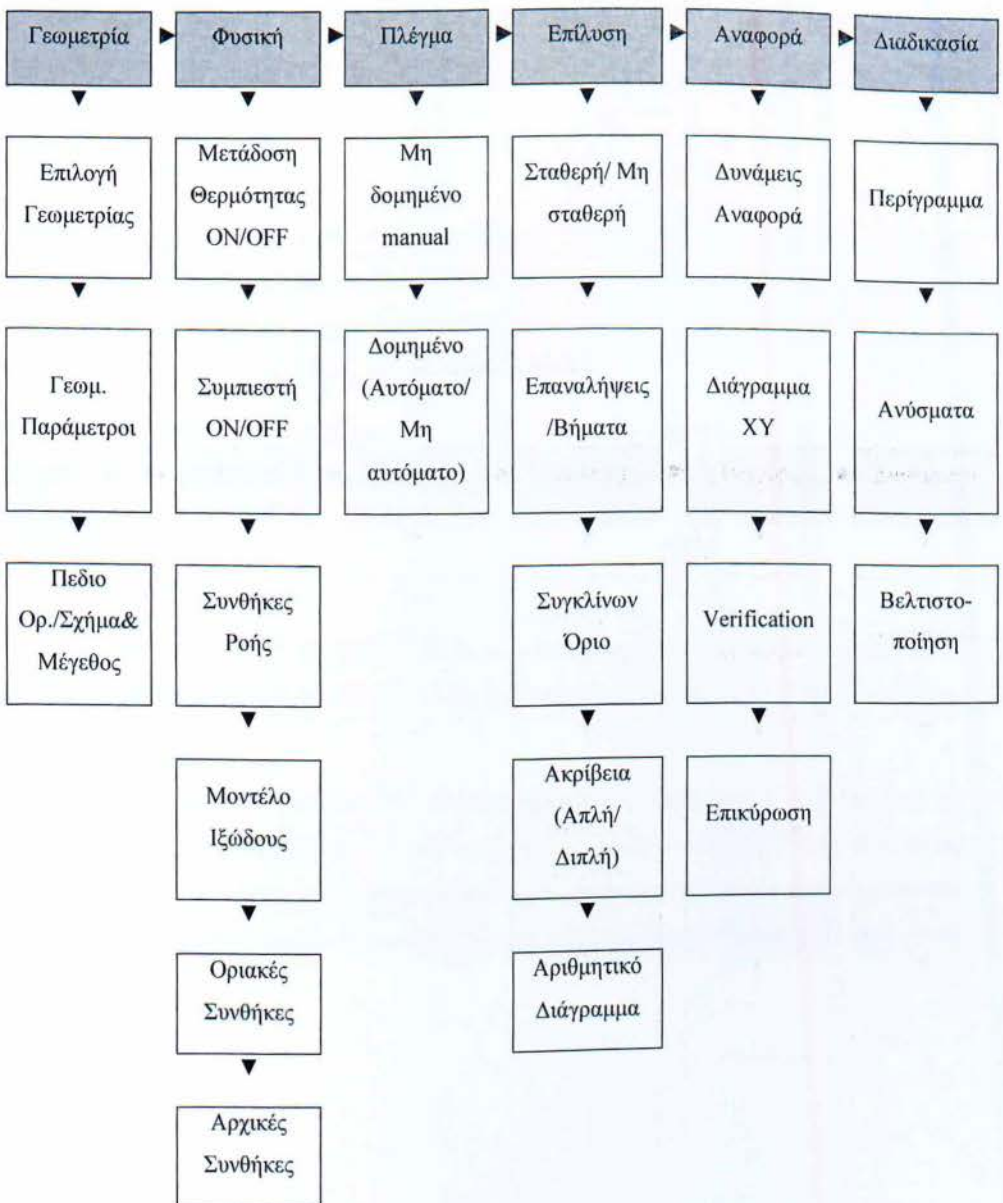 Γεωμετρία
Φυσική
Πλέγμα
Επίλυση
Αναφορά
Διαδικασία
Επιλογή
Γεωμετρίας
Μετάδοση
Θερμότητας
ON/OFF
Μη
δομημένο
manual
Σταθερή/ Μη
σταθερή
Δυνάμεις
Αναφορά
Περίγραμμα
Γεωμ.
Παράμετροι
Συμπιεστή
ON/OFF
Δομημένο
(Αυτόματο/
Μη
αυτόματο)
Επαναλήψεις
/Βήματα
Διάγραμμα
XY
Ανύσματα
Πεδιο
Ορ./Σχήμα&
Μέγεθος
Συνθήκες
Ροής
Συγκλίνων
Όριο
Verification
Βελτιστο-
ποίηση
Μοντέλο
Ιξώδους
Ακρίβεια
(Απλή/
Διπλή)
Επικύρωση
Οριακές
Συνθήκες
Αριθμητικό
Διάγραμμα
Αρχικές
Συνθήκες